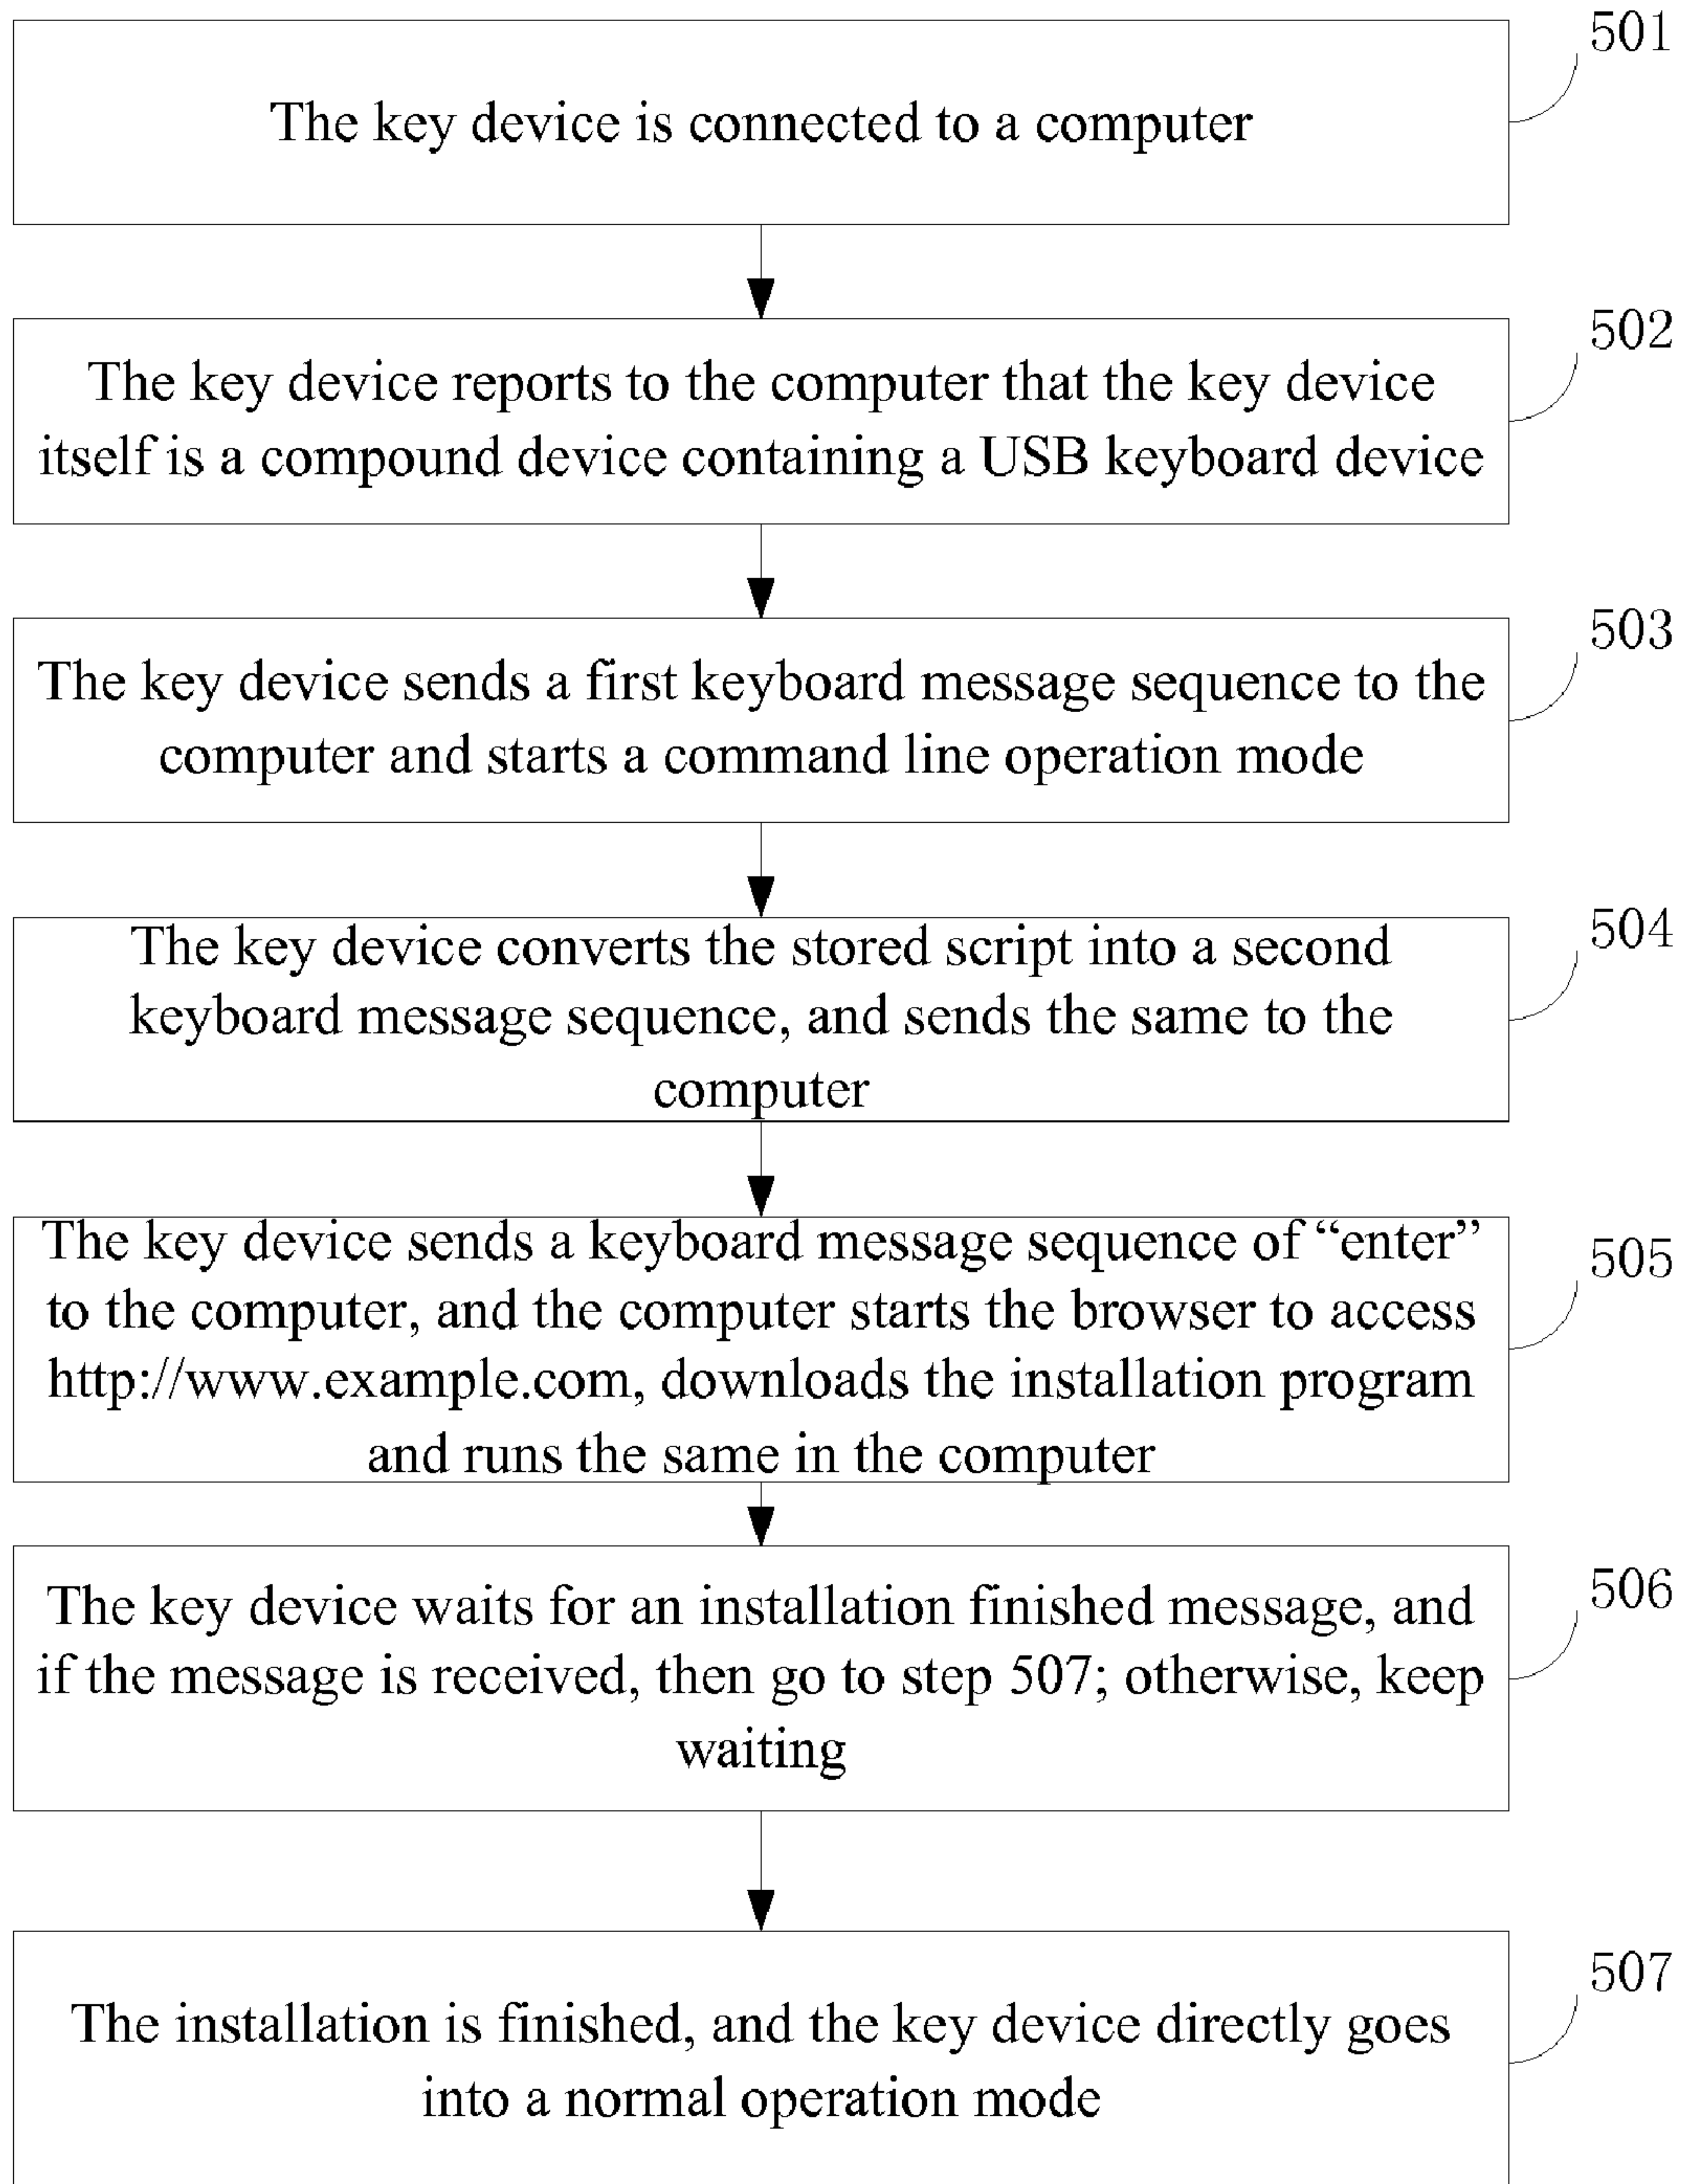 501
The key device is connected to a computer
502
The key device reports to the computer that the key device
itself is a compound device containing a USB keyboard device
503
The key device sends a first keyboard message sequence to the
computer and starts a command line operation mode
504
The key device converts the stored script into a second
keyboard message sequence, and sends the same to the
computer
505
The key device sends a keyboard message sequence of “enter”
to the computer, and the computer starts the browser to access
http://www.example.com, downloads the installation program
and runs the same in the computer
506
The key device waits for an installation finished message, and
if the message is received, then go to step 507; otherwise, keep
waiting
507
The installation is finished, and the key device directly goes
into a normal operation mode